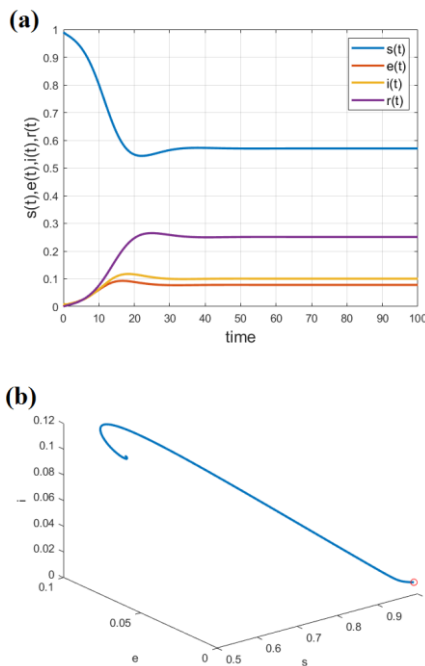 (a)
1
0.9
0.8
0.7
0.6
0.5
0.4
0.3
0.2
0.1
0
s(t),e(t),i(t),r(t)
s(t)
e(t)
i(t)
r(t)
0 10 20 30 40 50 60 70 80 90 100
time
(b)
0.12
0.1
0.08
0.06
0.04
0.02
0
i
0.1
0.05
0
e
0.5 0.6 0.7 0.8 0.9
s